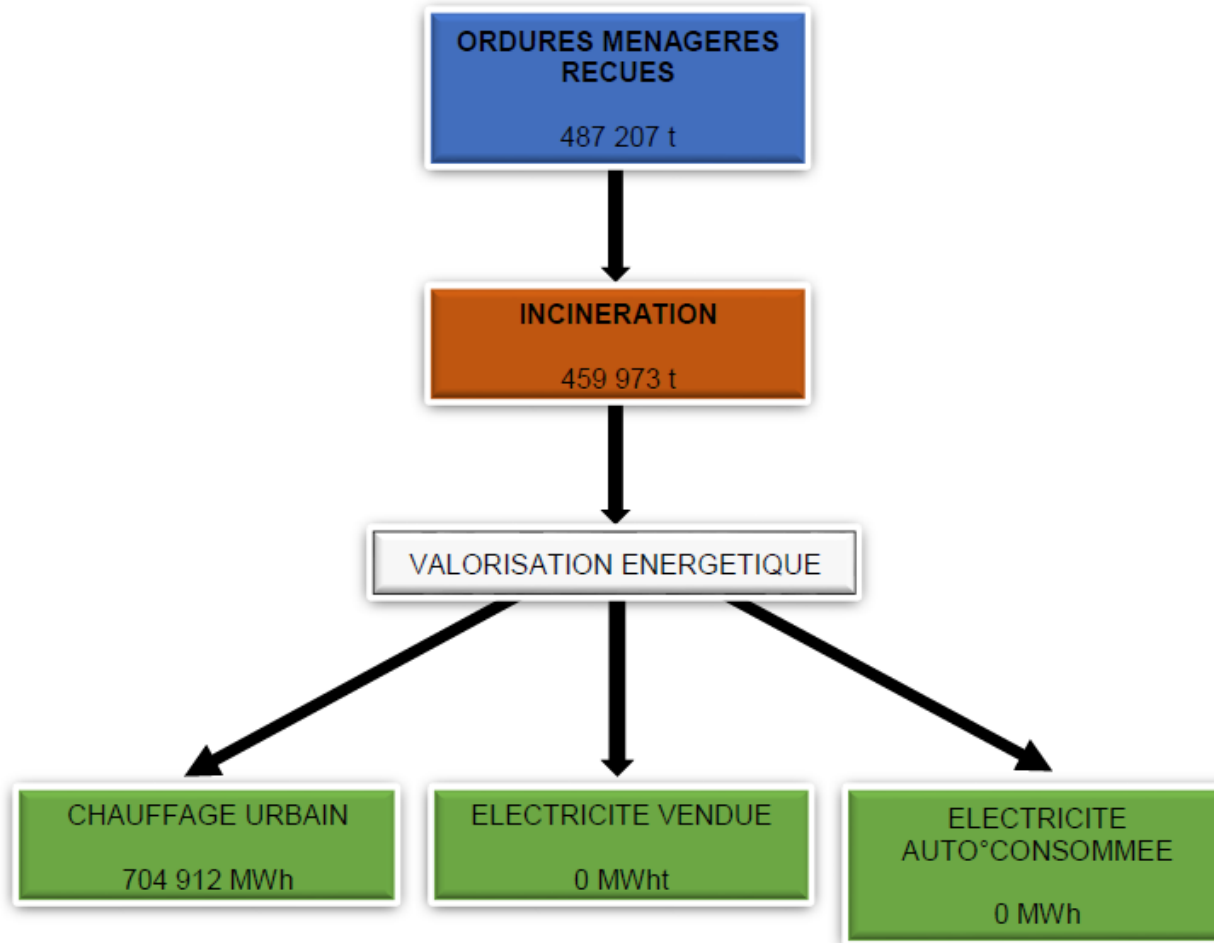 ORDURES MENAGERES
RECUES
487 207 t
INCINERATION
459 973 t
VALORISATION ENERGETIQUE
CHAUFFAGE URBAIN
704 912 MWh
ELECTRICITE VENDUE
0 MWht
ELECTRICITE
AUTO°CONSOMMEE
0 MWh